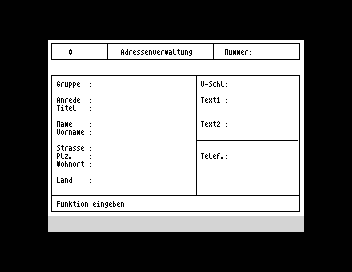 0 Adressenverwaltung Nummer:
Gruppe : V-Schl:
Anrede : Text1 :
Titel :
Name : Text2 :
Vorname :
Strasse :
Plz. : Telef.:
Wohnort :
Land :
Funktion eingeben